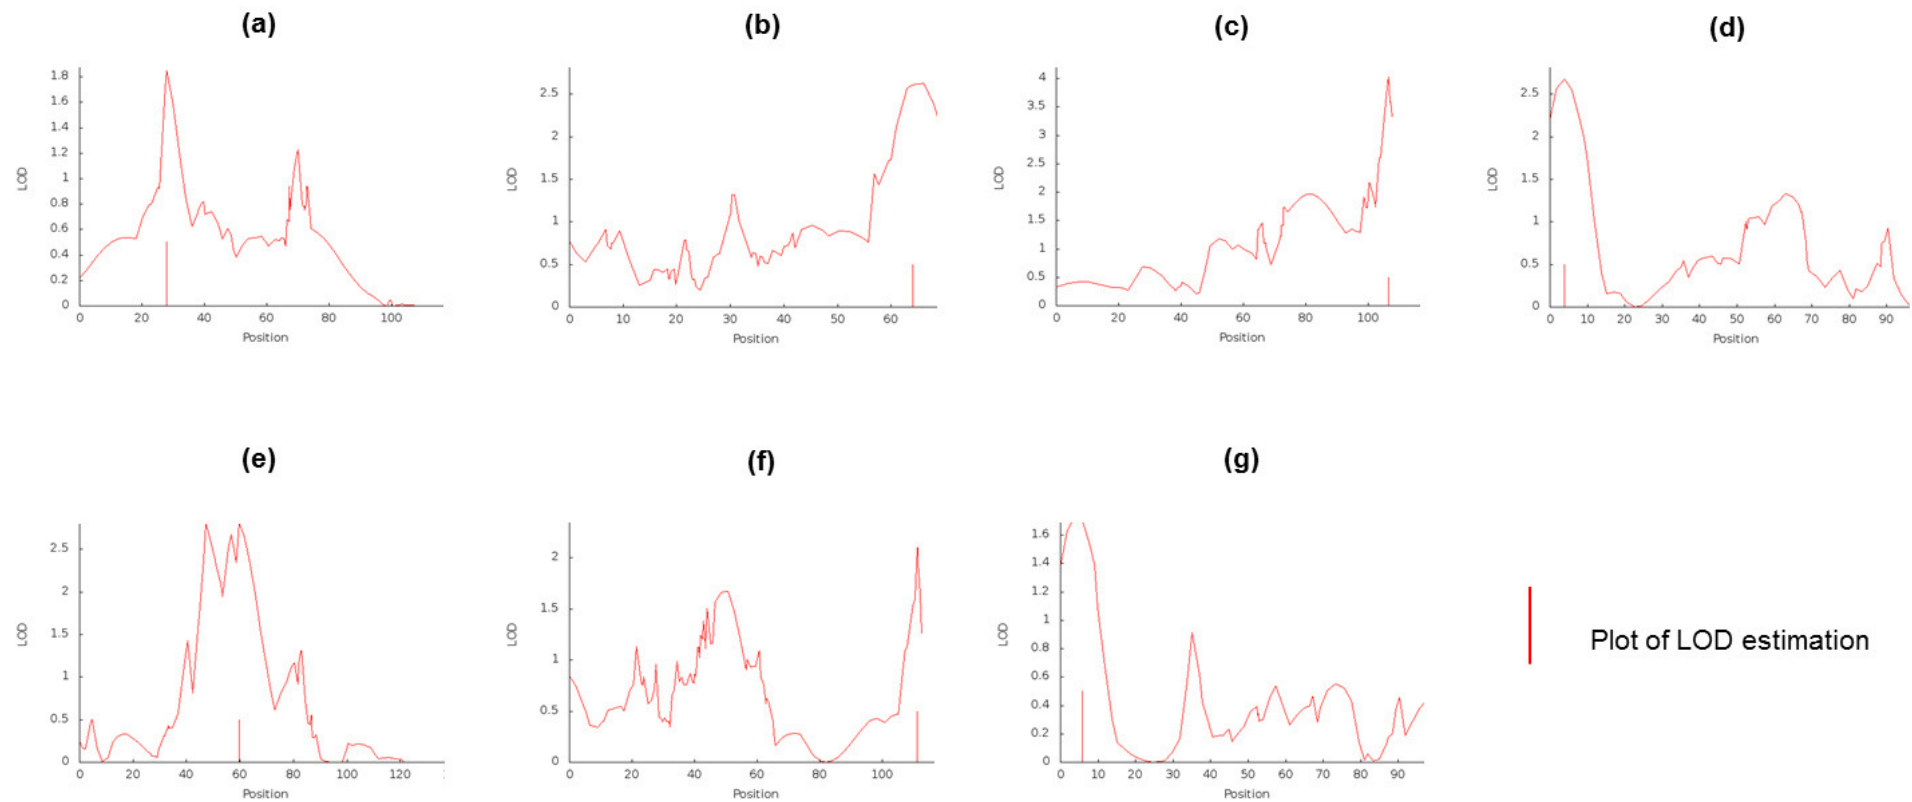 (a)
1.8
1.6
1.4
1.2
1
0.8
0.6
0.4
0.2
0
LOD
0 20 40 60 80 100
Position
(b)
2.5
2
1.5
1
0.5
0
LOD
0 10 20 30 40 50 60
Position
(c)
4
3.5
3
2.5
2
1.5
1
0.5
0
LOD
0 20 40 60 80 100
Position
(d)
2.5
2
1.5
1
0.5
0
LOD
0 10 20 30 40 50 60 70 80 90
Position
(e)
2.5
2
1.5
1
0.5
0
LOD
0 20 40 60 80 100 120
Position
(f)
2
1.5
1
0.5
0
LOD
0 20 40 60 80 100
Position
(g)
1.6
1.4
1.2
1
0.8
0.6
0.4
0.2
0
LOD
0 10 20 30 40 50 60 70 80 90
Position
Plot of LOD estimation